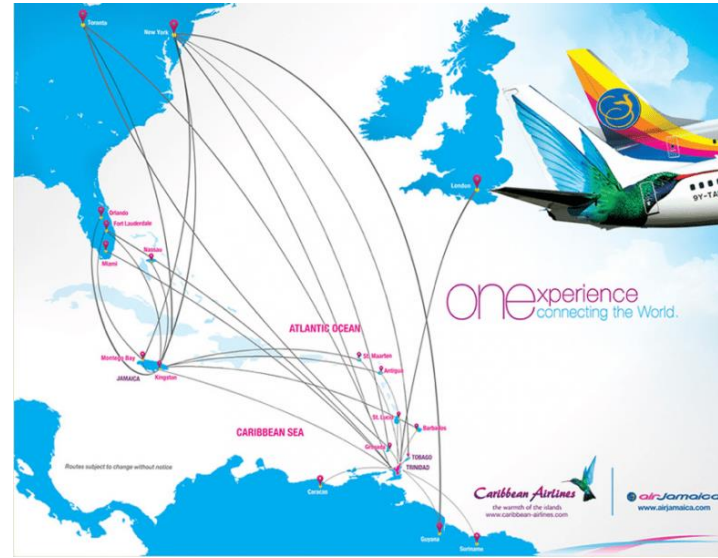 Toronto
New York
London
Orlando
Fort Lauderdale
Nassau
Miami
9Y-TA
onexperience
connecting the World.
ATLANTIC OCEAN
Montego Bay
St. Maarten
JAMAICA
Kingston
Antigua
St. Lucia
Barbados
CARIBBEAN SEA
Grenada
TOBAGO
TRINIDAD
Routes subject to change without notice
Caracas
Caribbean Airlines
the warmth of the islands
www.caribbean-airlines.com
airJamaica
www.airjamaica.com
Guyana
Suriname